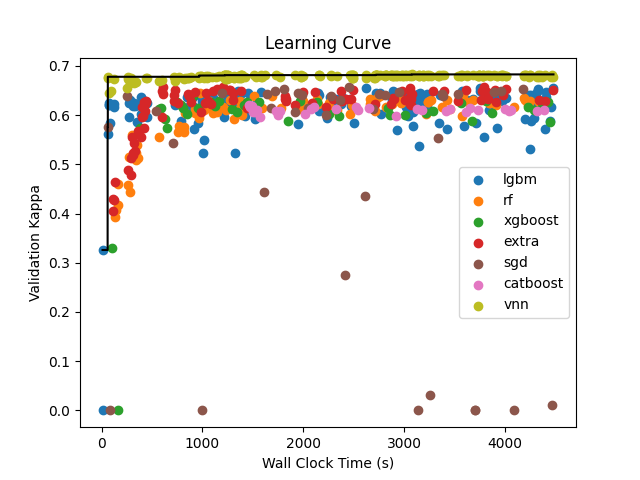 Learning Curve
0.7
0.6
0.5
0.4
0.3
0.2
0.1
0.0
Validation Kappa
lgbm
rf
xgboost
extra
sgd
catboost
vnn
0 1000 2000 3000 4000
Wall Clock Time (s)